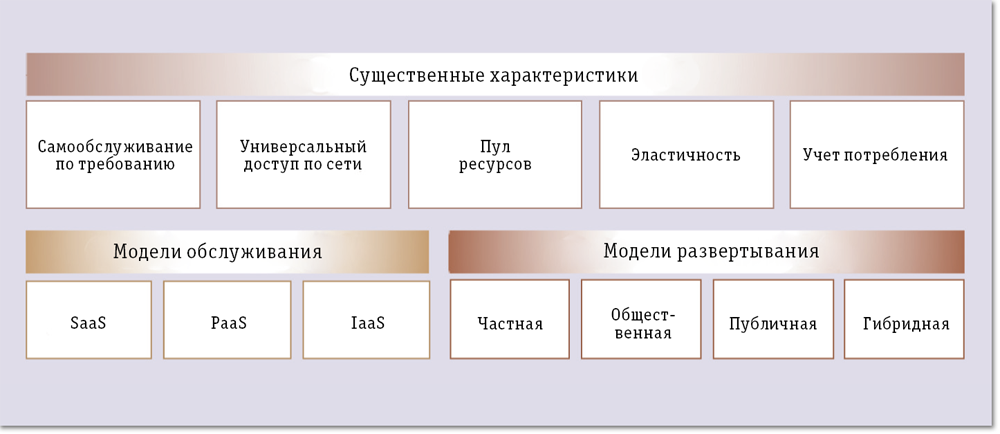 Существенные характеристики
Самообслуживание
по требованию
Универсальный
доступ по сети
Пул
ресурсов
Эластичность
Учет потребления
Модели обслуживания
SaaS
PaaS
IaaS
Модели развертывания
Частная
Общест-
венная
Публичная
Гибридная